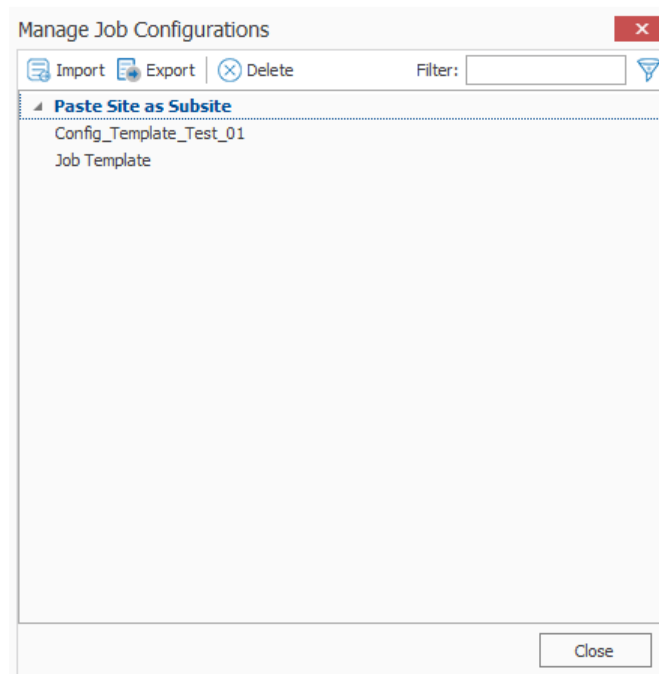 Manage Job Configurations
Import Export Delete Filter:
Paste Site as Subsite
Config_Template_Test_01
Job Template
Close